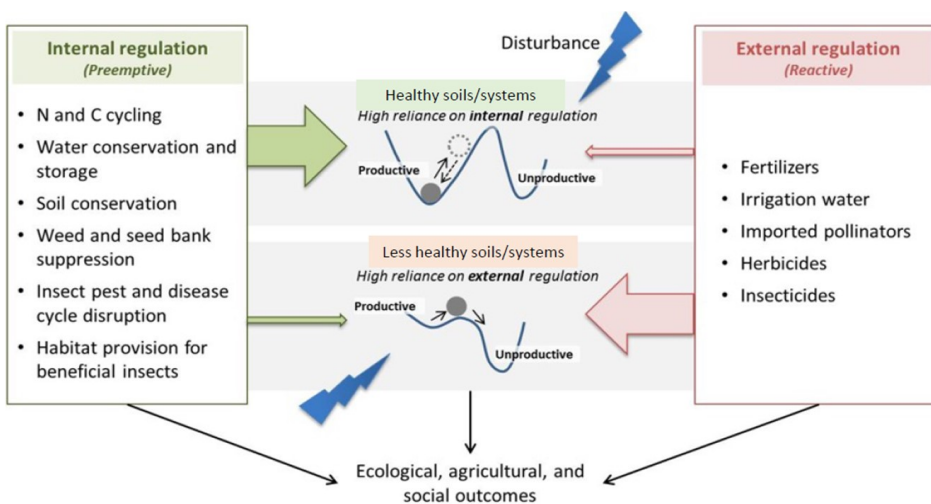 Internal regulation
(Preemptive)
• N and C cycling
• Water conservation and
storage
• Soil conservation
• Weed and seed bank
suppression
• Insect pest and disease
cycle disruption
• Habitat provision for
beneficial insects
Disturbance
Healthy soils/systems
High reliance on internal regulation
Productive
Unproductive
Less healthy soils/systems
High reliance on external regulation
Productive
Unproductive
External regulation
(Reactive)
• Fertilizers
• Irrigation water
• Imported pollinators
• Herbicides
• Insecticides
Ecological, agricultural, and
social outcomes